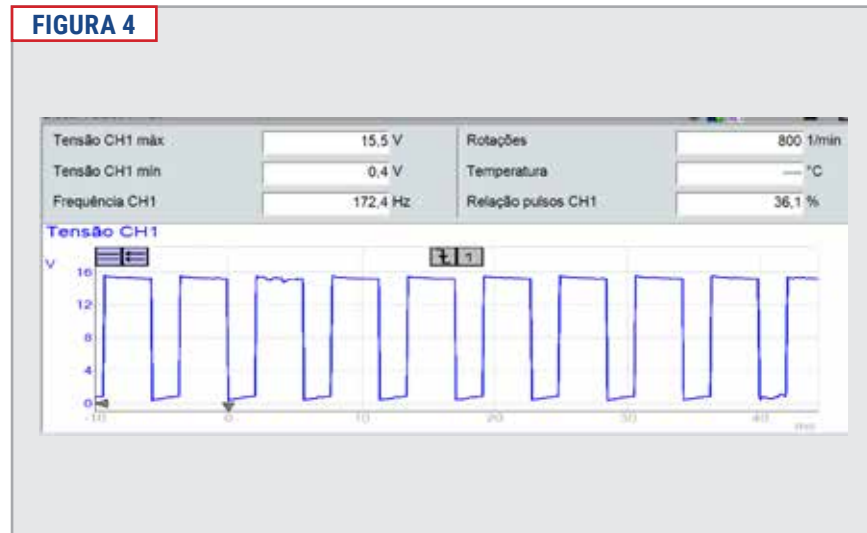 FIGURA 4
Tensão CH1 máx 15,5 V Rotações 800 1/min
Tensão CH1 mín 0,4 V Temperatura ---- °C
Frequência CH1 172,4 Hz Relação pulsos CH1 36,1 %
Tensão CH1
V
1
16
12
8
4
0
-10 0 10 20 30 40
ms